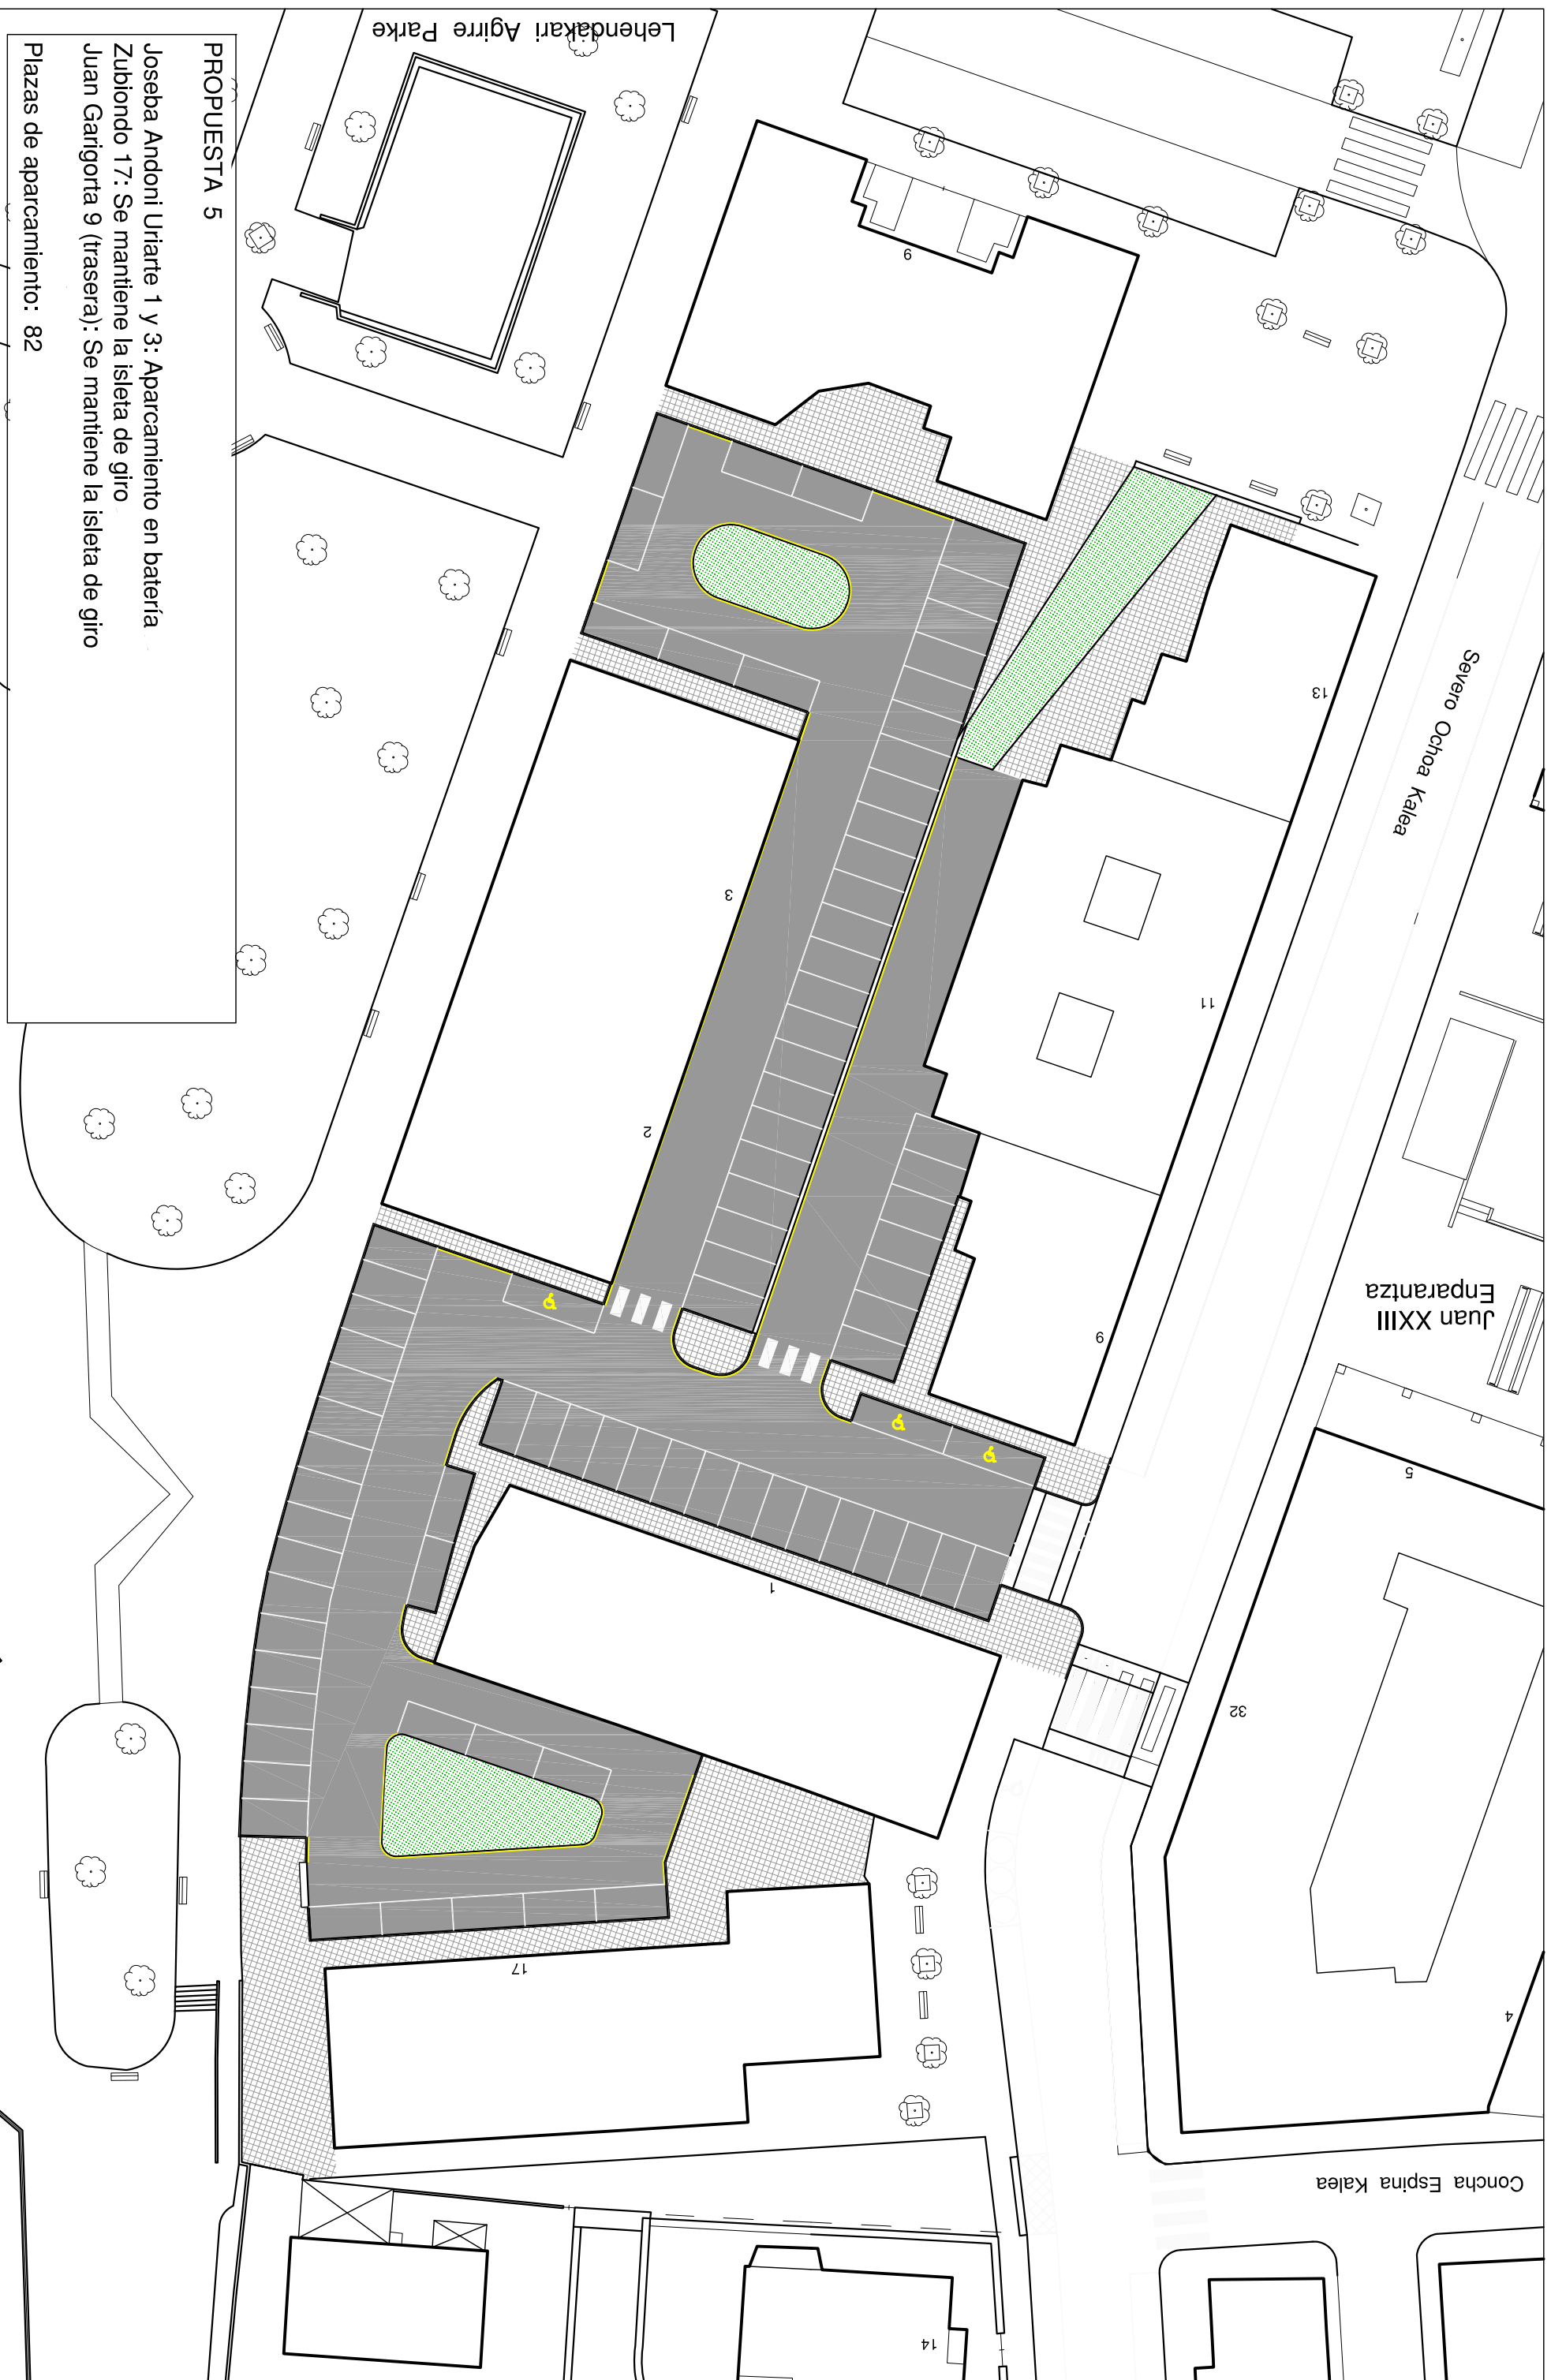 PROPUESTA 5
Joseba Andoni Uriarte 1 y 3: Aparcamiento en batería
Zubiondo 17: Se mantiene la isleta de giro
Juan Garigorta 9 (trasera): Se mantiene la isleta de giro
Plazas de aparcamiento: 82
Lehendakari Agirre Parke
Severo Ochoa Kalea
Juan XXIII
Enparantza
Concha Espina Kalea
9
13
11
3
2
9
5
1
32
4
17
14